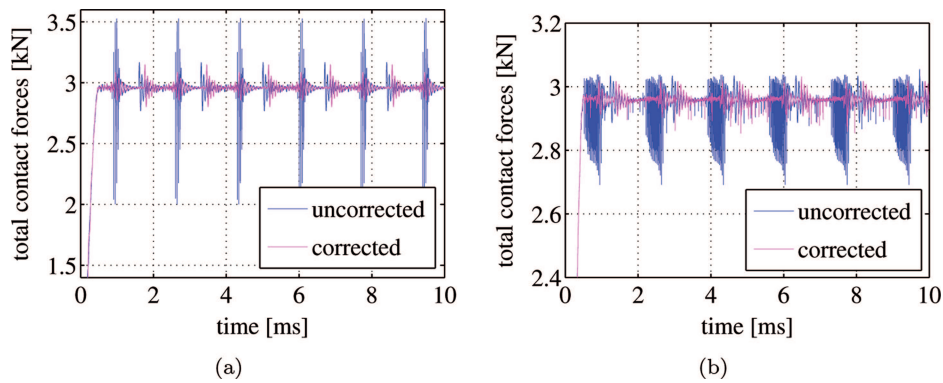 total contact forces [kN]
3.5
3
2.5
2
1.5
uncorrected
corrected
0 2 4 6 8 10
time [ms]
(a)
total contact forces [kN]
3.2
3
2.8
2.6
2.4
uncorrected
corrected
0 2 4 6 8 10
time [ms]
(b)